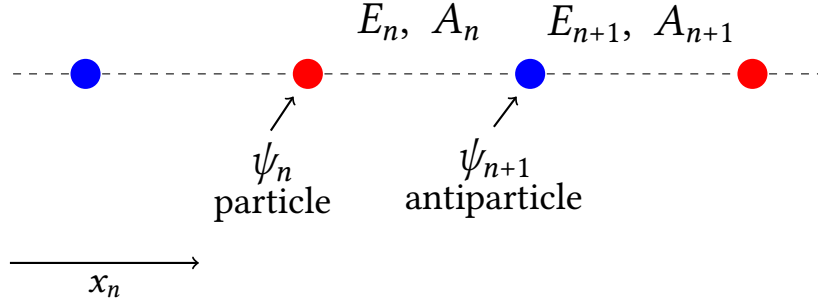 E_n, A_n E_{n+1}, A_{n+1}
ψ_n ψ_{n+1}
particle antiparticle
x_n